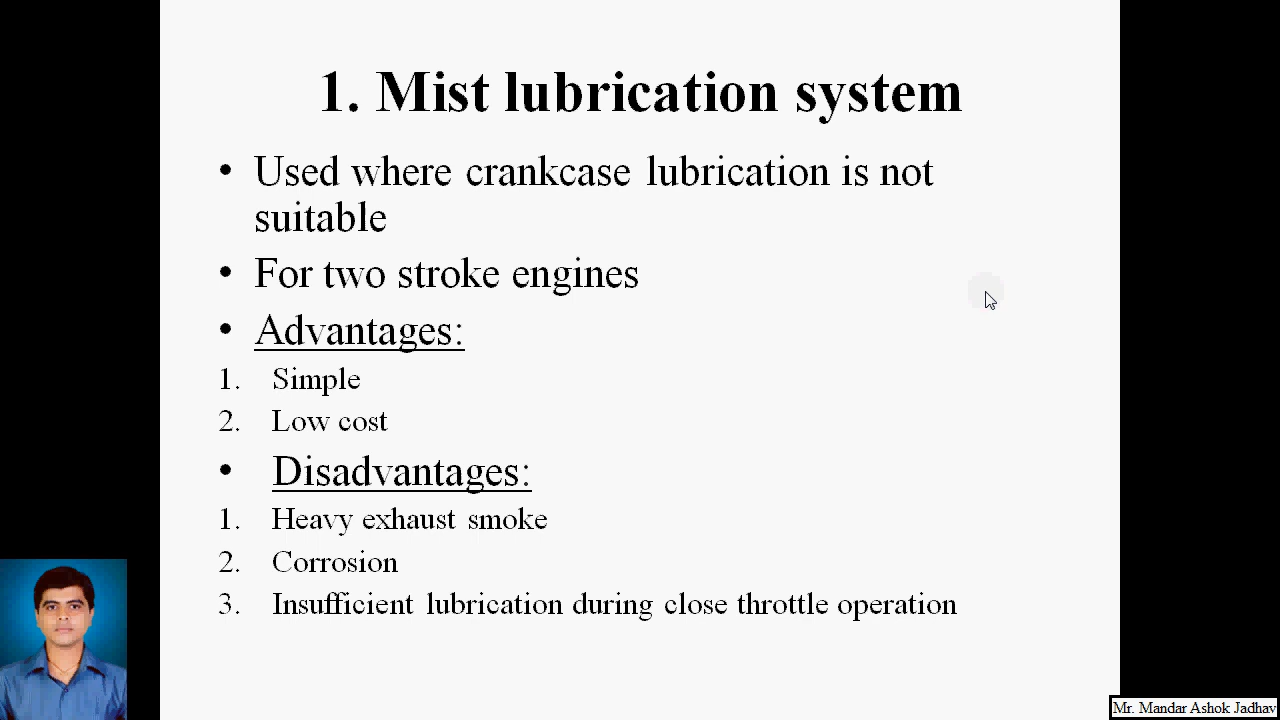 1. Mist lubrication system
• Used where crankcase lubrication is not
suitable
• For two stroke engines
• Advantages:
1. Simple
2. Low cost
• Disadvantages:
1. Heavy exhaust smoke
2. Corrosion
3. Insufficient lubrication during close throttle operation
Mr. Mandar Ashok Jadhav